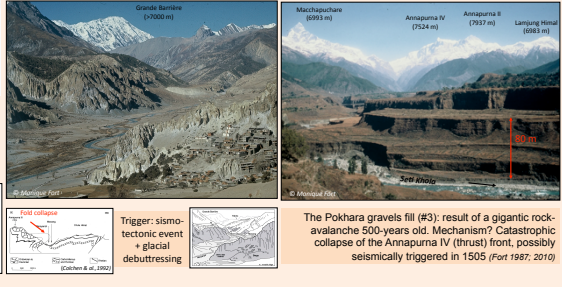 Grande Barrière
(>7000 m)
© Monique Fort
Macchapuchare
(6993 m)
Annapurna IV
(7524 m)
Annapurna II
(7937 m)
Lamjung Himal
(6983 m)
80 m
Seti Khola
© Monique Fort
Fold collapse
(Colchen & al.,1992)
Trigger: sismo-
tectonic event
+ glacial
debuttressing
The Pokhara gravels fill (#3): result of a gigantic rock-
avalanche 500-years old. Mechanism? Catastrophic
collapse of the Annapurna IV (thrust) front, possibly
seismically triggered in 1505 (Fort 1987; 2010)